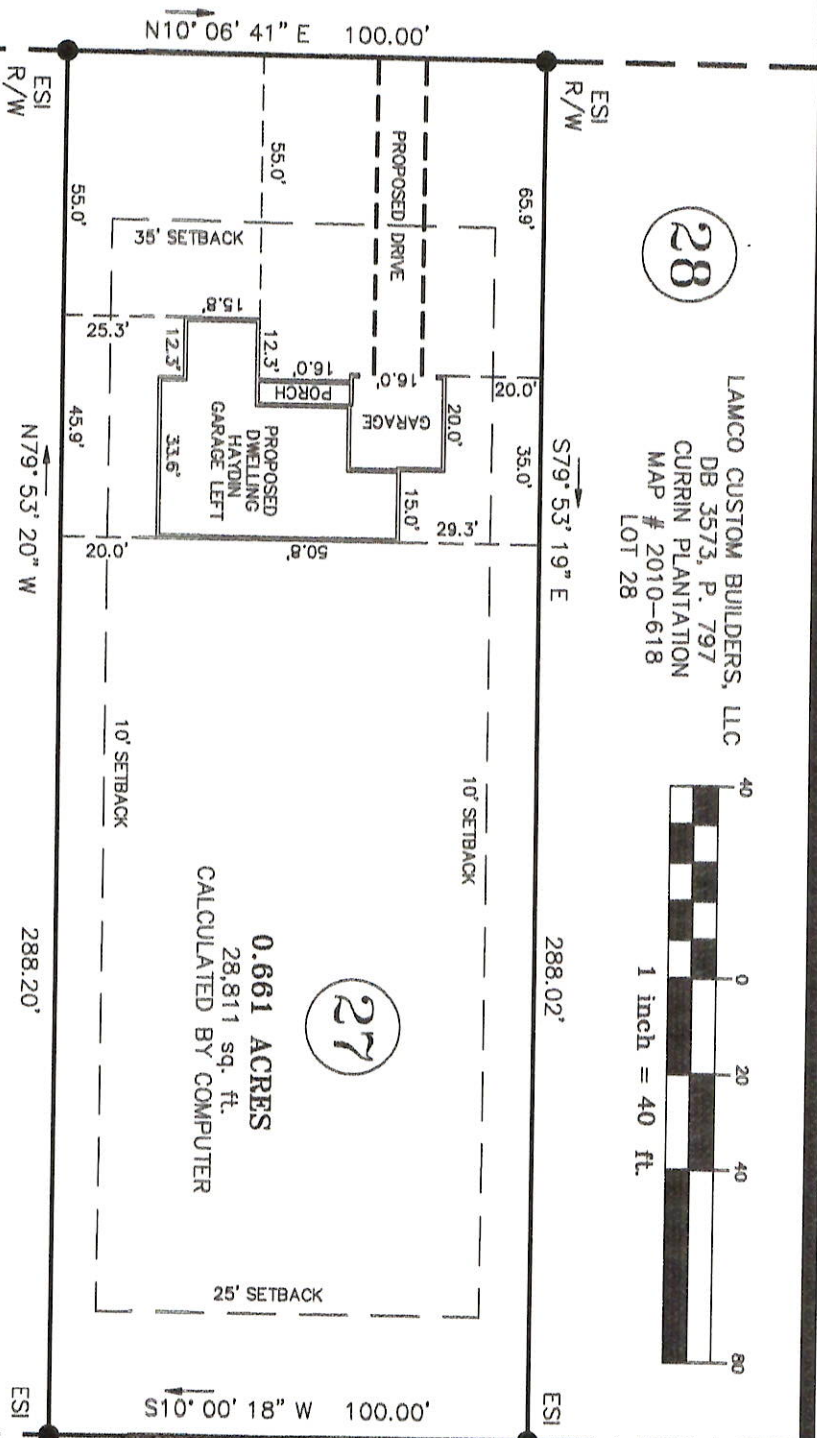 N10° 06' 41" E 100.00'
ESI
R/W
ESI
R/W
28
LAMCO CUSTOM BUILDERS, LLC
DB 3573, P. 797
CURRIN PLANTATION
MAP # 2010-618
LOT 28
40
0
20
40
80
1 inch = 40 ft.
65.9'
S79° 53' 19" E
288.02'
PROPOSED DRIVE
55.0'
35' SETBACK
55.0'
25.3'
15.8'
12.3'
12.3'
16.0'
PORCH
16.0'
GARAGE
20.0'
20.0'
35.0'
15.0'
29.3'
PROPOSED
DWELLING
HAYDIN
GARAGE LEFT
33.6'
50.8'
20.0'
45.9'
N79° 53' 20" W
288.20'
10' SETBACK
10' SETBACK
27
0.661 ACRES
28,811 sq. ft.
CALCULATED BY COMPUTER
25' SETBACK
S10° 00' 18" W 100.00'
ESI
ESI